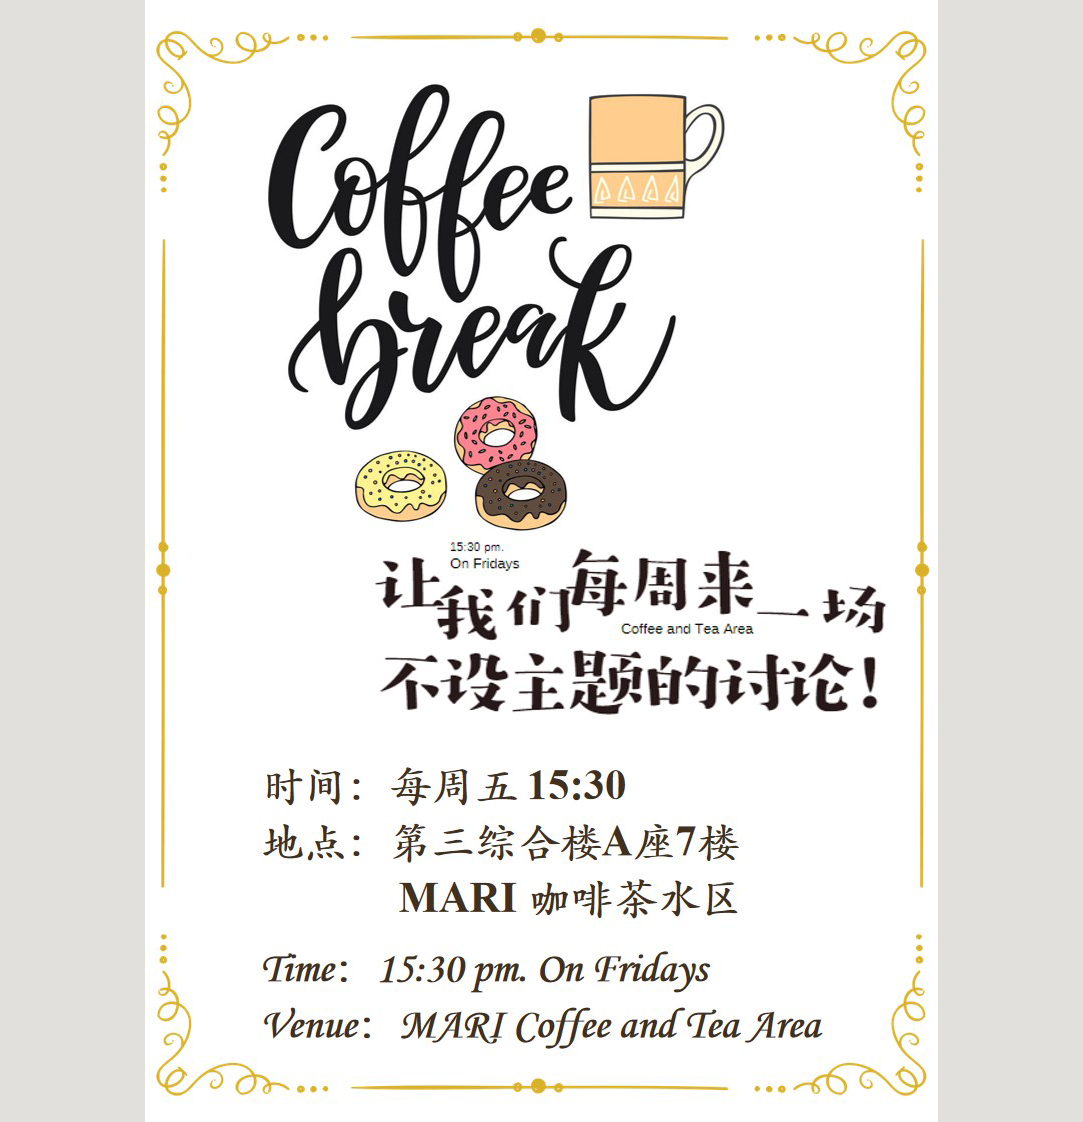 Coffee
break
15:30 pm.
On Fridays
让我们每周来一场
Coffee and Tea Area
不设主题的讨论!
时间: 每周五 15:30
地点: 第三综合楼A座7楼
MARI 咖啡茶水区
Time: 15:30 pm. On Fridays
Venue: MARI Coffee and Tea Area